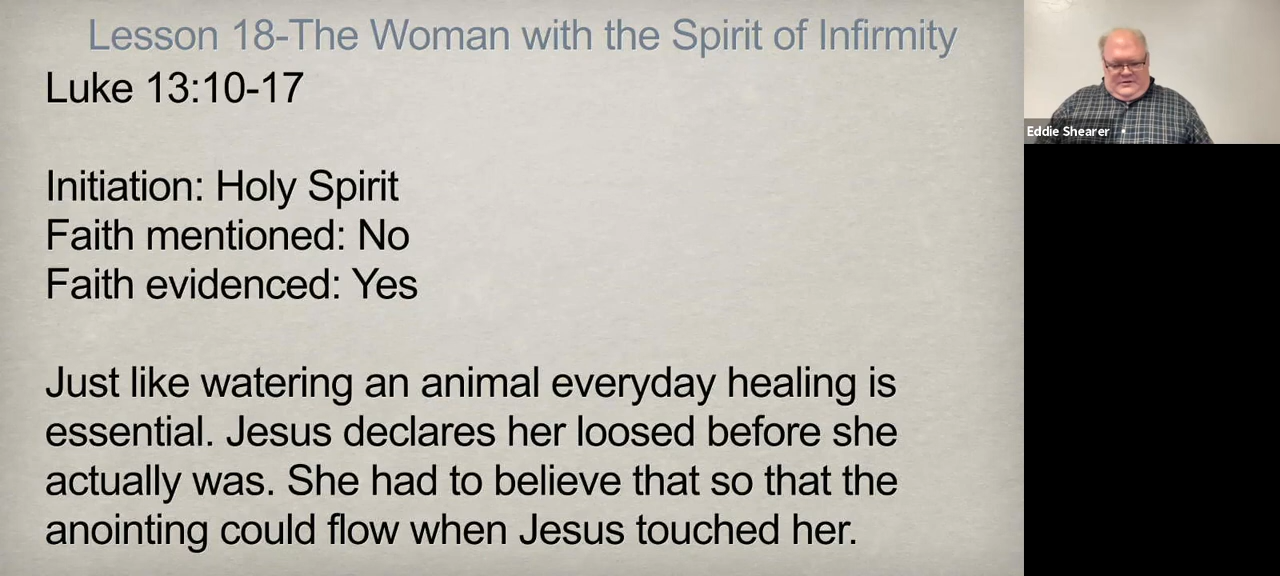 Lesson 18-The Woman with the Spirit of Infirmity
Luke 13:10-17
Initiation: Holy Spirit
Faith mentioned: No
Faith evidenced: Yes
Just like watering an animal everyday healing is
essential. Jesus declares her loosed before she
actually was. She had to believe that so that the
anointing could flow when Jesus touched her.
Eddie Shearer